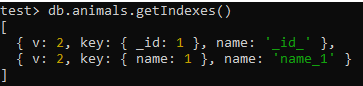 test> db.animals.getIndexes()
[
  { v: 2, key: { _id: 1 }, name: '_id_' },
  { v: 2, key: { name: 1 }, name: 'name_1' }
]